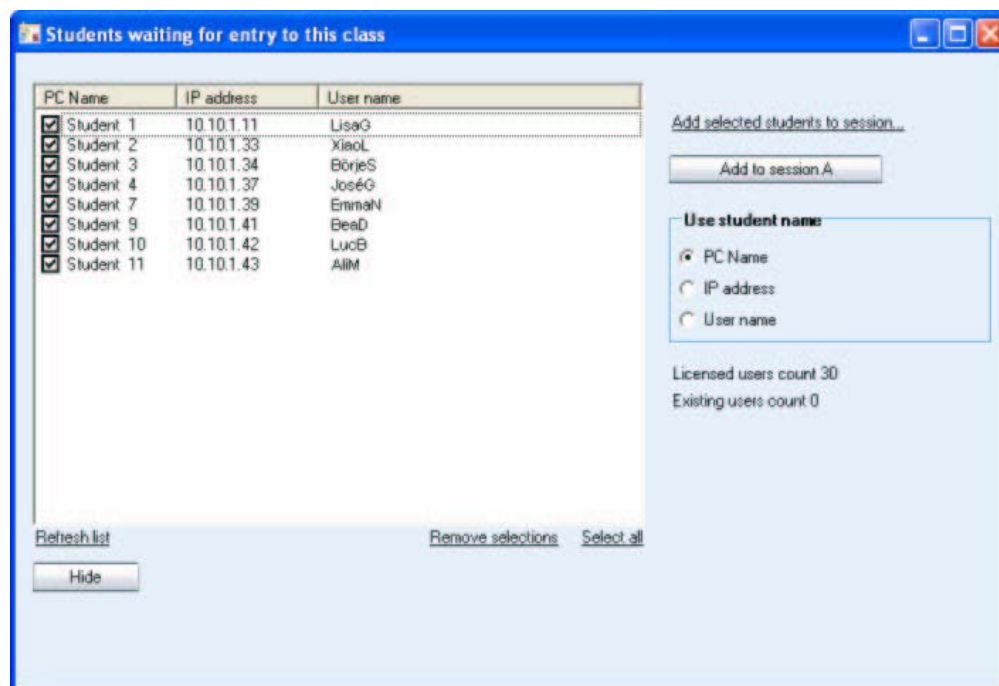 Students waiting for entry to this class
PC Name IP address User name
Student 1 10.10.1.11 LisaG
Student 2 10.10.1.33 XiaoL
Student 3 10.10.1.34 BörjeS
Student 4 10.10.1.37 JoséG
Student 7 10.10.1.39 EmmaN
Student 9 10.10.1.41 BeaD
Student 10 10.10.1.42 LucB
Student 11 10.10.1.43 AliM
Refresh list Remove selections Select all
Hide
Add selected students to session...
Add to session A
Use student name
PC Name
IP address
User name
Licensed users count 30
Existing users count 0